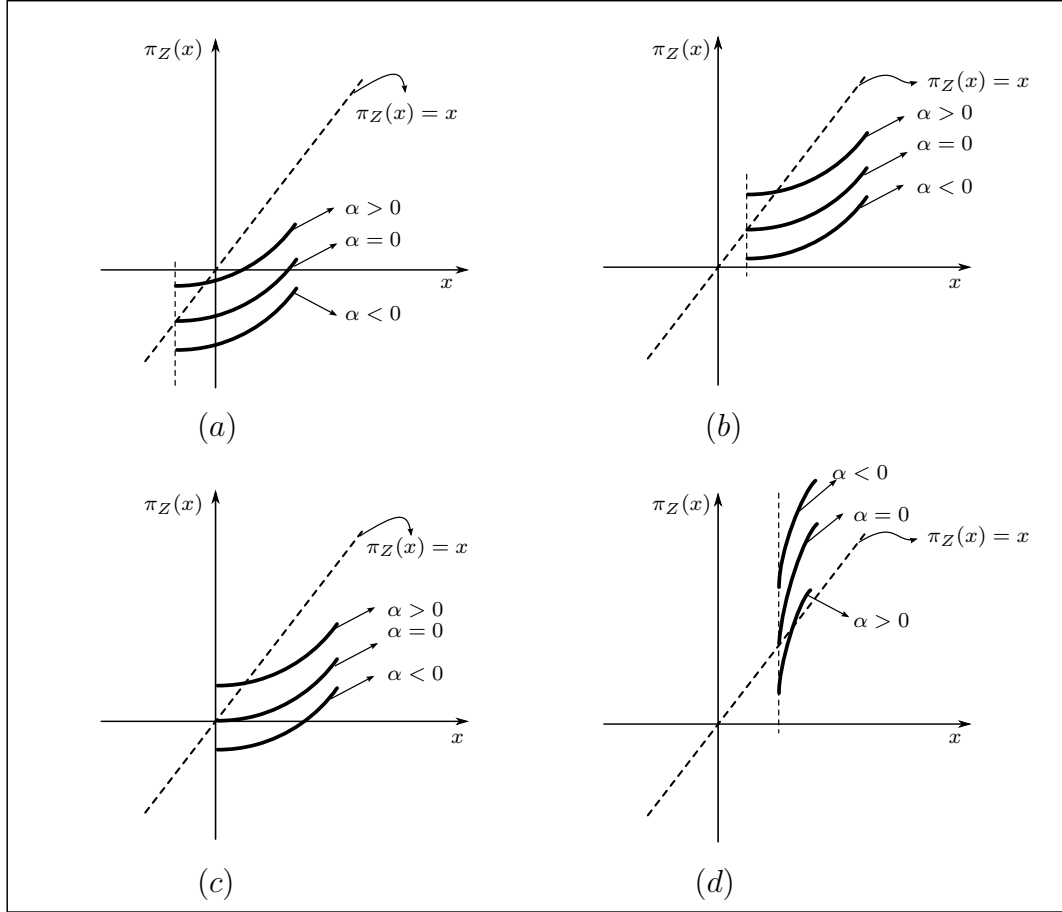 π_Z(x)
π_Z(x) = x
α > 0
α = 0
x
α < 0
(a)
π_Z(x)
π_Z(x) = x
α > 0
α = 0
α < 0
x
(b)
π_Z(x)
π_Z(x) = x
α > 0
α = 0
α < 0
x
(c)
π_Z(x)
α < 0
α = 0
π_Z(x) = x
α > 0
x
(d)